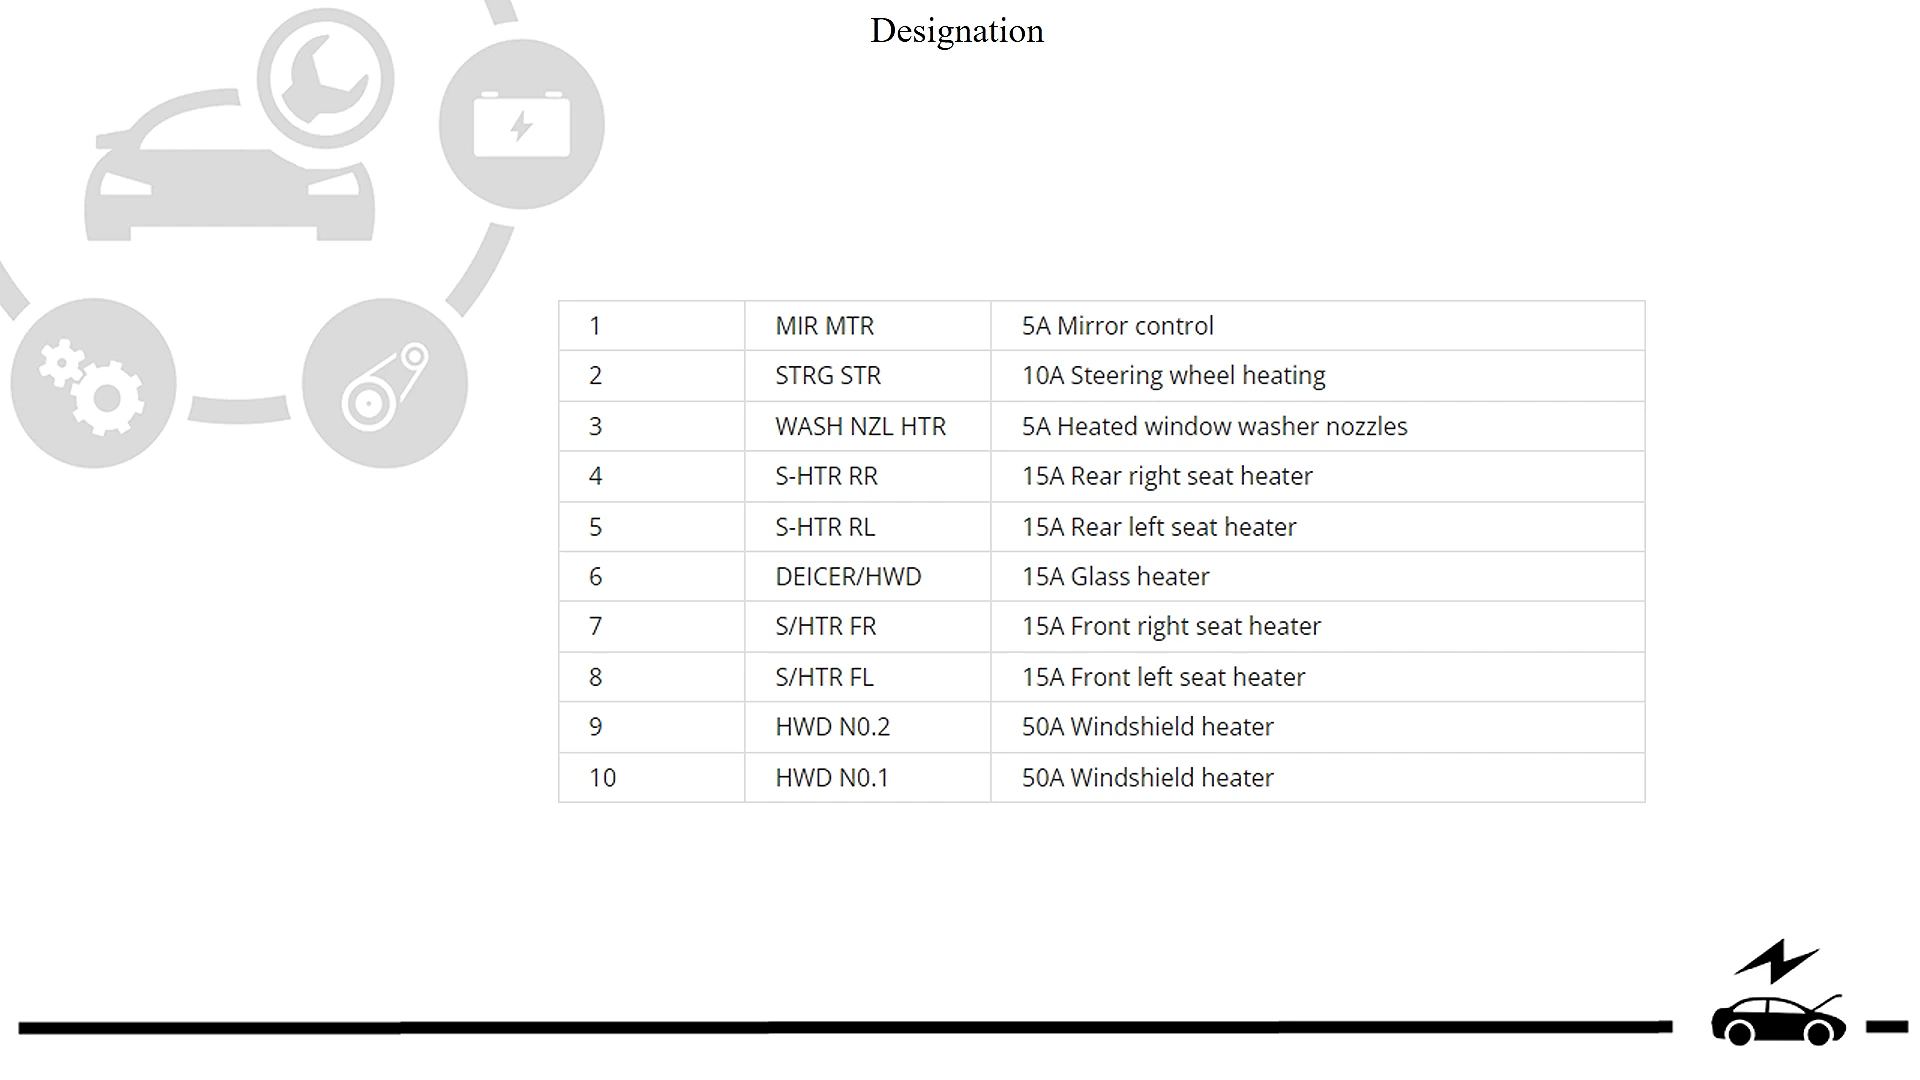 Designation
1 MIR MTR 5A Mirror control
2 STRG STR 10A Steering wheel heating
3 WASH NZL HTR 5A Heated window washer nozzles
4 S-HTR RR 15A Rear right seat heater
5 S-HTR RL 15A Rear left seat heater
6 DEICER/HWD 15A Glass heater
7 S/HTR FR 15A Front right seat heater
8 S/HTR FL 15A Front left seat heater
9 HWD N0.2 50A Windshield heater
10 HWD N0.1 50A Windshield heater